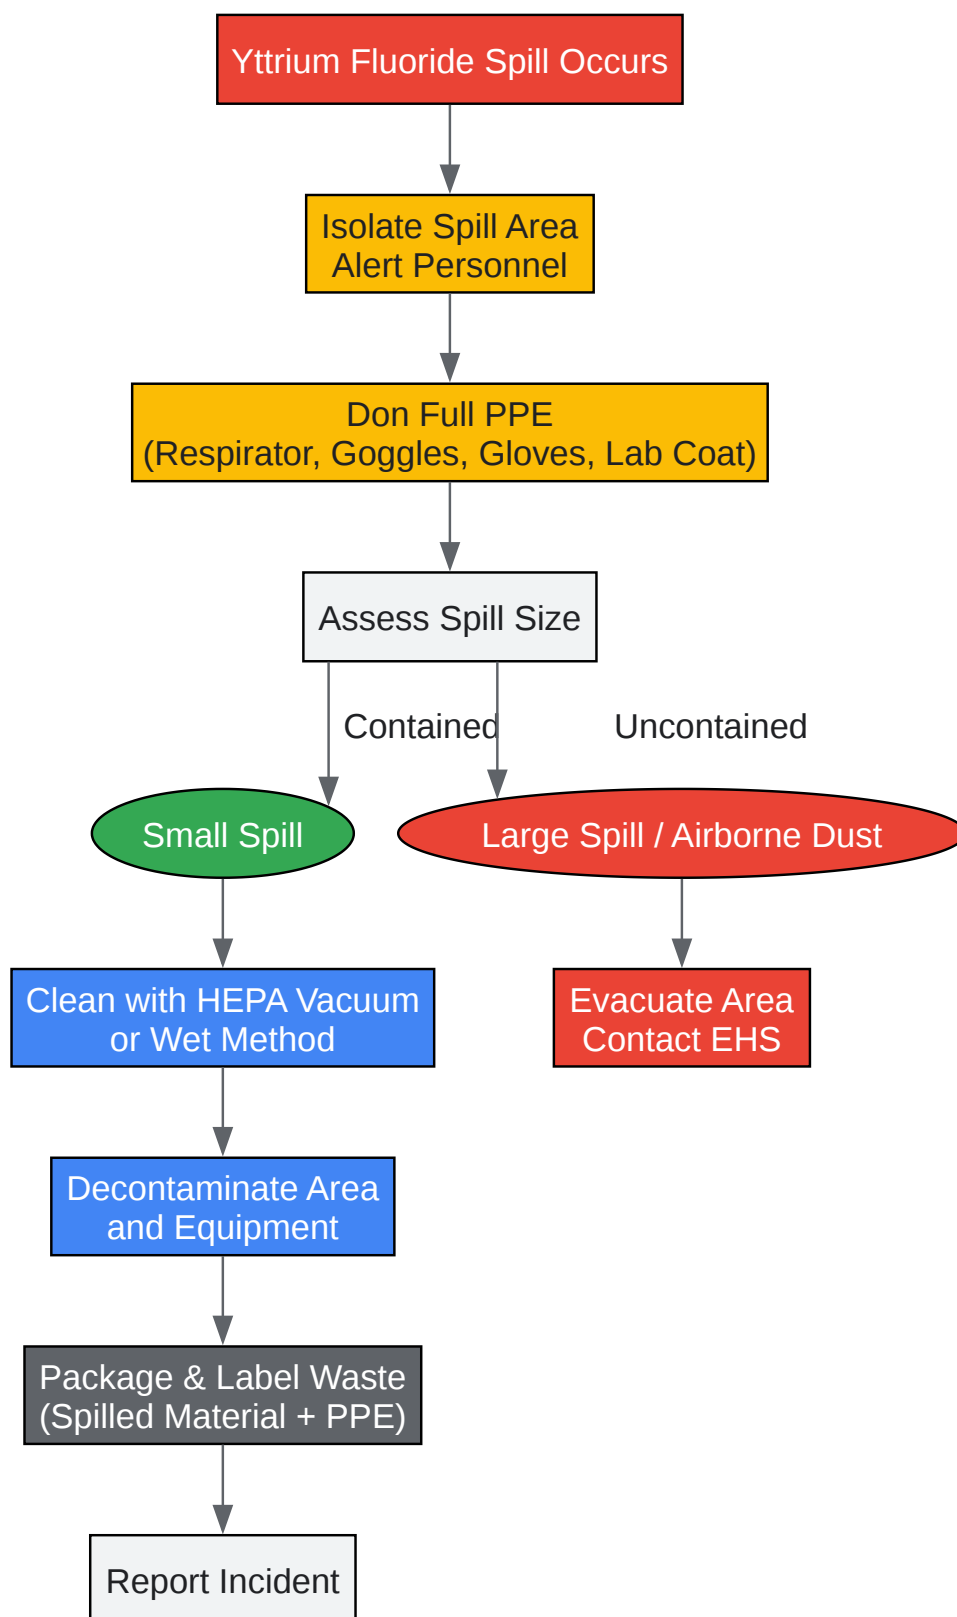 Yttrium Fluoride Spill Occurs
Isolate Spill Area
Alert Personnel
Don Full PPE
(Respirator, Goggles, Gloves, Lab Coat)
Assess Spill Size
Contained
Uncontained
Small Spill
Large Spill / Airborne Dust
Clean with HEPA Vacuum
or Wet Method
Evacuate Area
Contact EHS
Decontaminate Area
and Equipment
Package & Label Waste
(Spilled Material + PPE)
Report Incident